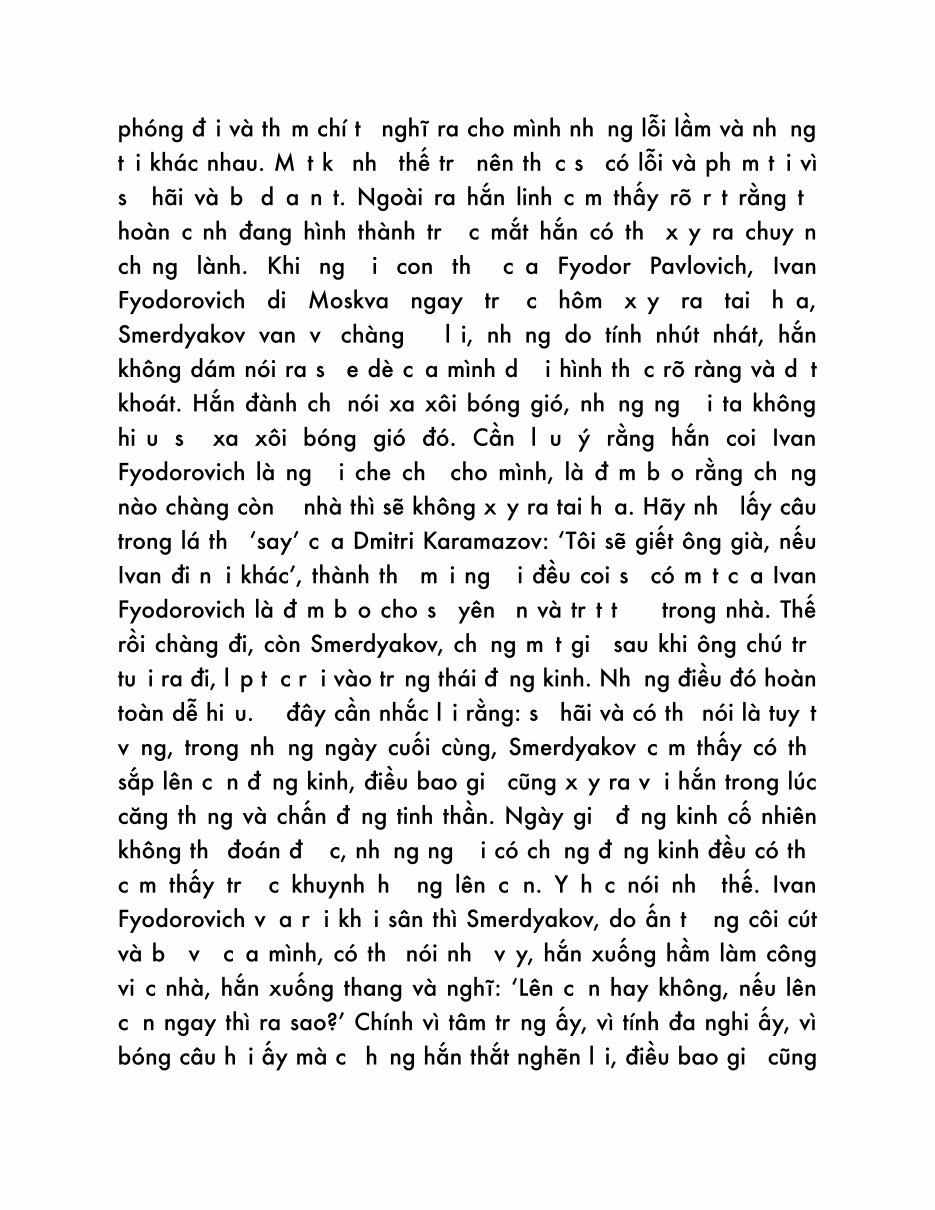 phóng đ i và th m chí t nghĩ ra cho mình nh ng lỗi lầm và nh ng
t i khác nhau. M t k nh thế tr nên th c s có lỗi và ph m t i vì
s hãi và b d a n t. Ngoài ra hắn linh c m thấy rõ r t rằng t
hoàn c nh đang hình thành tr c mắt hắn có th x y ra chuy n
ch ng lành. Khi ng i con th c a Fyodor Pavlovich, Ivan
Fyodorovich di Moskva ngay tr c hôm x y ra tai h a,
Smerdyakov van v chàng l i, nh ng do tính nhút nhát, hắn
không dám nói ra s e dè c a mình d i hình th c rõ ràng và d t
khoát. Hắn đành ch nói xa xôi bóng gió, nh ng ng i ta không
hi u s xa xôi bóng gió đó. Cần l u ý rằng hắn coi Ivan
Fyodorovich là ng i che ch cho mình, là đ m b o rằng ch ng
nào chàng còn nhà thì sẽ không x y ra tai h a. Hãy nh lấy câu
trong lá th ‘say’ c a Dmitri Karamazov: ‘Tôi sẽ giết ông già, nếu
Ivan đi n i khác’, thành th m i ng i đều coi s có m t c a Ivan
Fyodorovich là đ m b o cho s yên n và tr t t trong nhà. Thế
rồi chàng đi, còn Smerdyakov, ch ng m t gi sau khi ông chú tr
tu i ra đi, l p t c r i vào tr ng thái đ ng kinh. Nh ng điều đó hoàn
toàn dễ hi u. đây cần nhắc l i rằng: s hãi và có th nói là tuy t
v ng, trong nh ng ngày cuối cùng, Smerdyakov c m thấy có th
sắp lên c n đ ng kinh, điều bao gi cũng x y ra v i hắn trong lúc
căng th ng và chấn đ ng tinh thần. Ngày gi đ ng kinh cố nhiên
không th đoán đ c, nh ng ng i có ch ng đ ng kinh đều có th
c m thấy tr c khuynh h ng lên c n. Y h c nói nh thế. Ivan
Fyodorovich v a r i kh i sân thì Smerdyakov, do ấn t ng côi cút
và b v c a mình, có th nói nh v y, hắn xuống hầm làm công
vi c nhà, hắn xuống thang và nghĩ: ‘Lên c n hay không, nếu lên
c n ngay thì ra sao?’ Chính vì tâm tr ng ấy, vì tính đa nghi ấy, vì
bóng câu h i ấy mà c h ng hắn thắt nghẽn l i, điều bao gi cũng